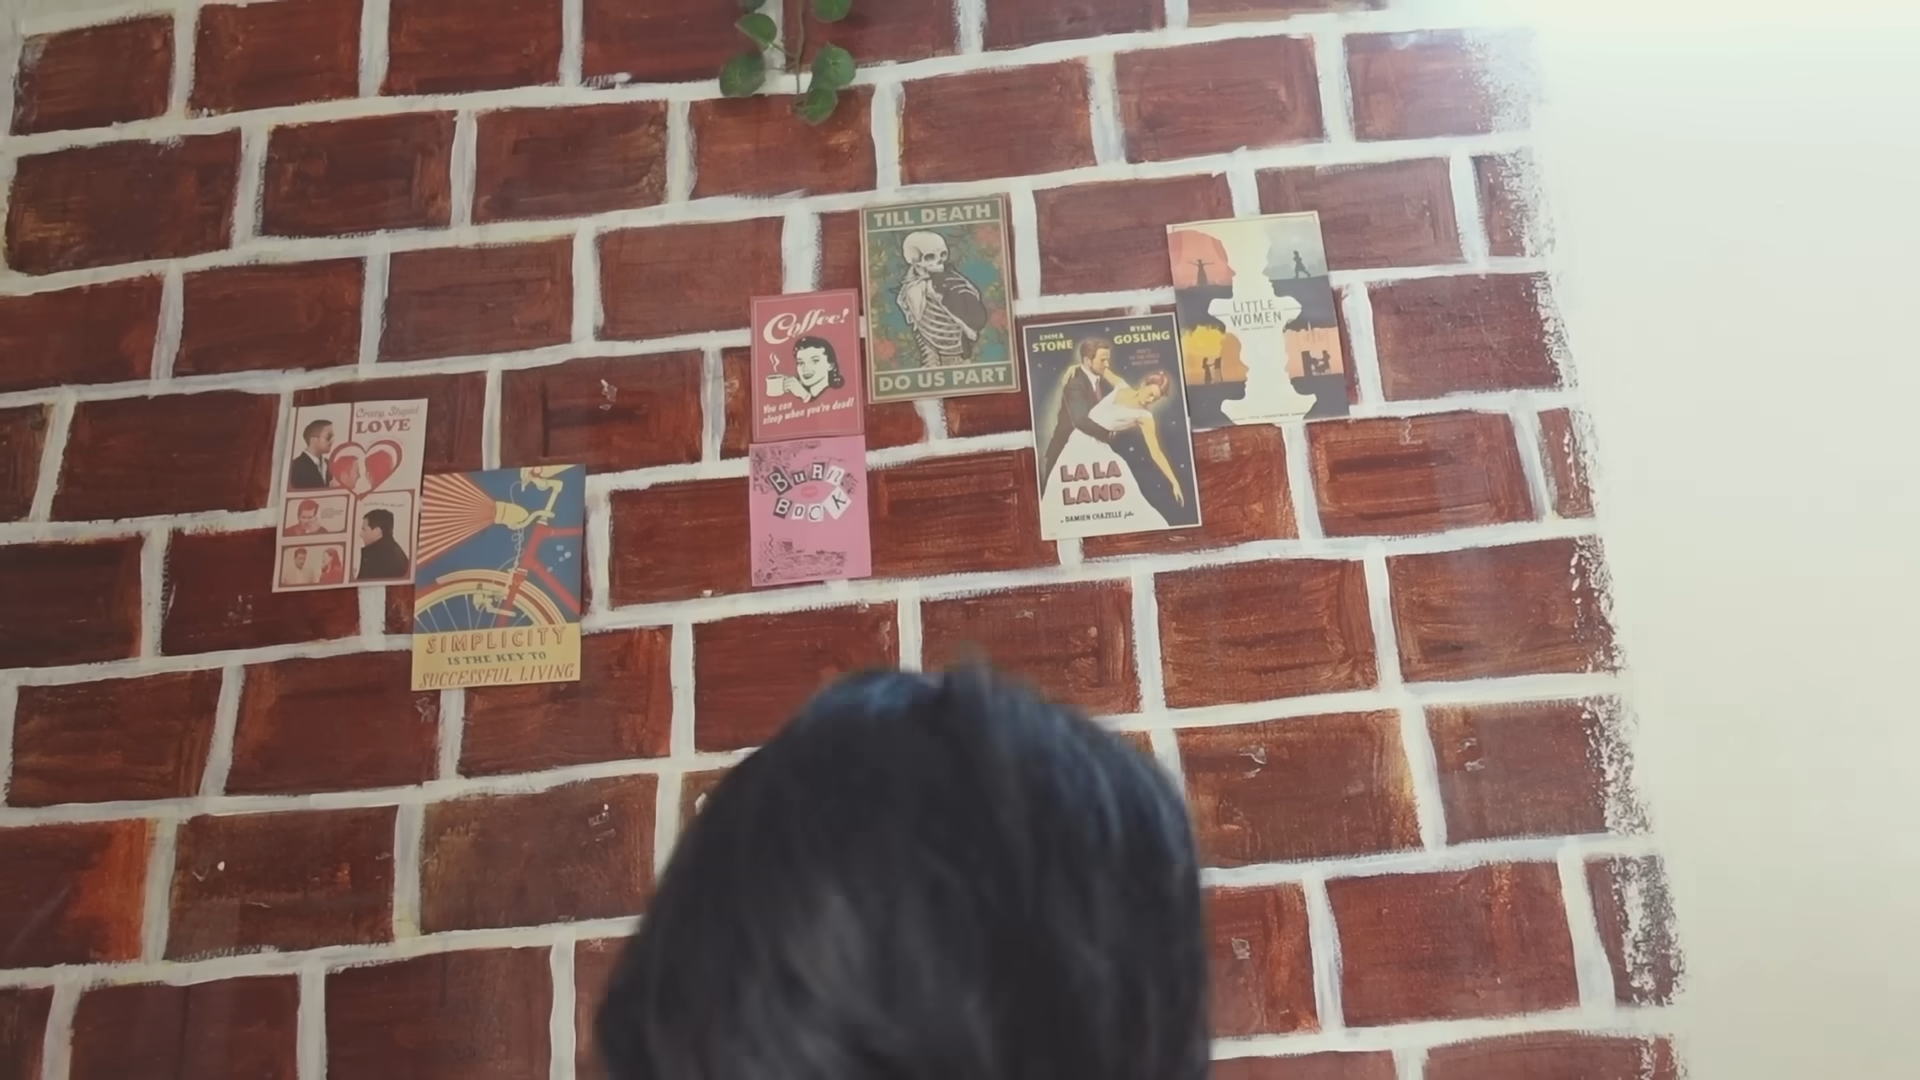 Crazy, Stupid
LOVE
SIMPLICITY
IS THE KEY TO
SUCCESSFUL LIVING
Coffee!
You can
sleep when you're dead!
BuRN
BOOK
TILL DEATH
DO US PART
EMMA
STONE
RYAN
GOSLING
LA LA
LAND
A DAMIEN CHAZELLE film
LITTLE
WOMEN